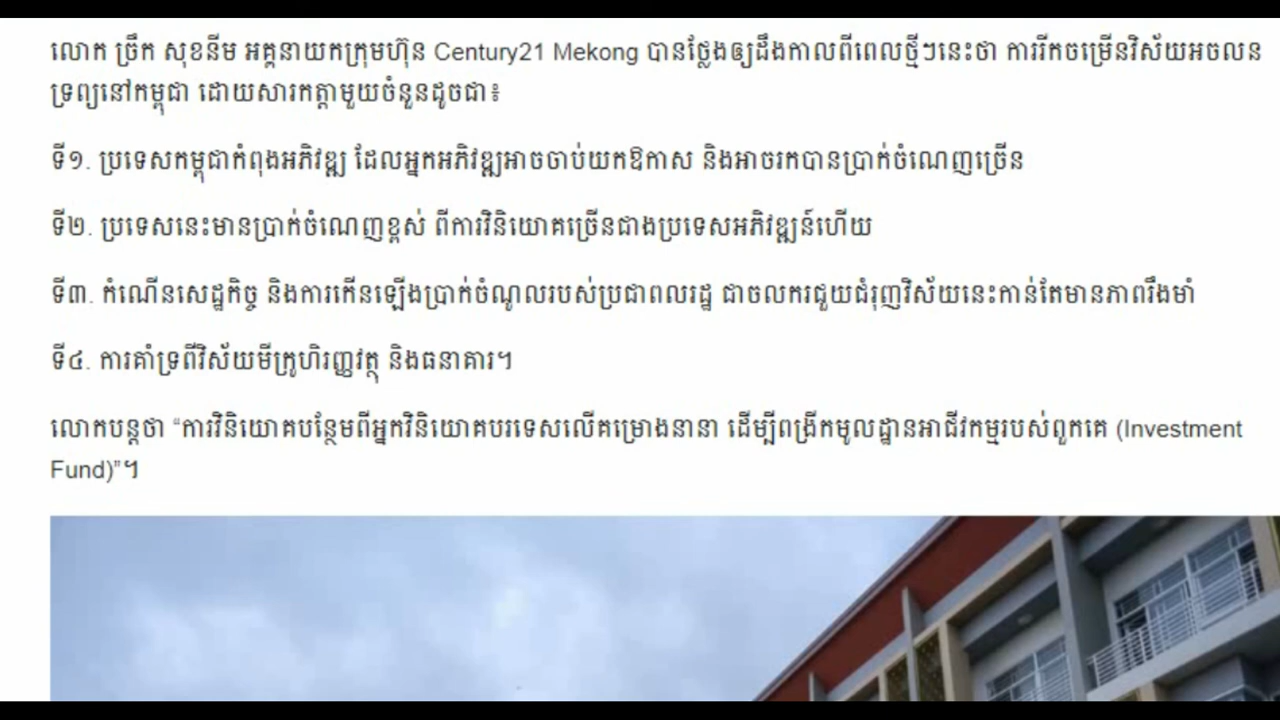 លោក ច្រឹក សុខនីម អគ្គនាយកក្រុមហ៊ុន Century21 Mekong បានថ្លែងឲ្យដឹងកាលពីពេលថ្មីៗនេះថា ការរីកចម្រើនវិស័យអចលន
ទ្រព្យនៅកម្ពុជា ដោយសារកត្តាមួយចំនួនដូចជា៖
ទី១. ប្រទេសកម្ពុជាកំពុងអភិវឌ្ឍ ដែលអ្នកអភិវឌ្ឍអាចចាប់យកឱកាស និងអាចរកបានប្រាក់ចំណេញច្រើន
ទី២. ប្រទេសនេះមានប្រាក់ចំណេញខ្ពស់ ពីការវិនិយោគច្រើនជាងប្រទេសអភិវឌ្ឍន៍ហើយ
ទី៣. កំណើនសេដ្ឋកិច្ច និងការកើនឡើងប្រាក់ចំណូលរបស់ប្រជាពលរដ្ឋ ជាចលករជួយជំរុញវិស័យនេះកាន់តែមានភាពរឹងមាំ
ទី៤. ការគាំទ្រពីវិស័យមីក្រូហិរញ្ញវត្ថុ និងធនាគារ។
លោកបន្តថា “ការវិនិយោគបន្ថែមពីអ្នកវិនិយោគបរទេសលើគម្រោងនានា ដើម្បីពង្រីកមូលដ្ឋានអាជីវកម្មរបស់ពួកគេ (Investment
Fund)”។